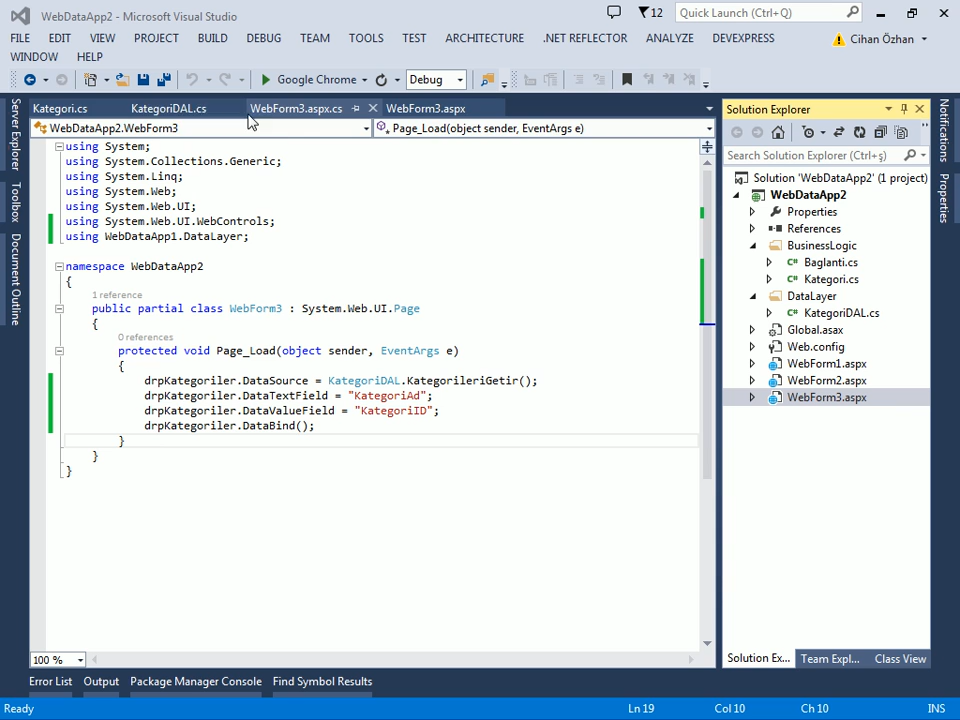 WebDataApp2 - Microsoft Visual Studio
12
Quick Launch (Ctrl+Q)
FILE EDIT VIEW PROJECT BUILD DEBUG TEAM TOOLS TEST ARCHITECTURE .NET REFLECTOR ANALYZE DEVEXPRESS
Cihan Özhan
WINDOW HELP
Google Chrome
Debug
Server Explorer
Toolbox
Document Outline
Kategori.cs KategoriDAL.cs WebForm3.aspx.cs WebForm3.aspx
WebDataApp2.WebForm3
Page_Load(object sender, EventArgs e)
using System;
using System.Collections.Generic;
using System.Linq;
using System.Web;
using System.Web.UI;
using System.Web.UI.WebControls;
using WebDataApp1.DataLayer;
namespace WebDataApp2
{
1 reference
public partial class WebForm3 : System.Web.UI.Page
{
0 references
protected void Page_Load(object sender, EventArgs e)
{
drpKategoriler.DataSource = KategoriDAL.KategorileriGetir();
drpKategoriler.DataTextField = "KategoriAd";
drpKategoriler.DataValueField = "KategoriID";
drpKategoriler.DataBind();
}
}
}
100 %
Solution Explorer
Search Solution Explorer (Ctrl+ş)
Solution 'WebDataApp2' (1 project)
WebDataApp2
Properties
References
BusinessLogic
C# Baglanti.cs
C# Kategori.cs
DataLayer
C# KategoriDAL.cs
Global.asax
Web.config
WebForm1.aspx
WebForm2.aspx
WebForm3.aspx
Solution Ex... Team Expl... Class View
Notifications
Properties
Error List Output Package Manager Console Find Symbol Results
Ready
Ln 19 Col 10 Ch 10 INS